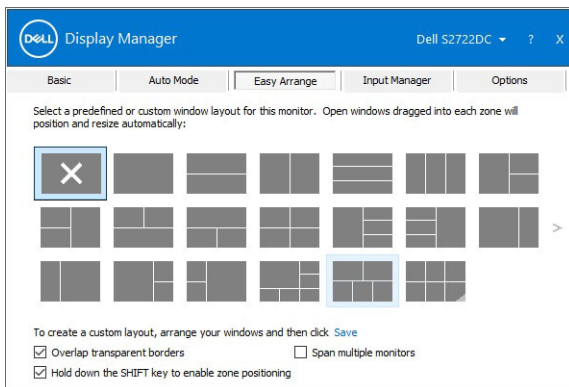 DELL Display Manager Dell S2722DC ? X
Basic Auto Mode Easy Arrange Input Manager Options
Select a predefined or custom window layout for this monitor. Open windows dragged into each zone will
position and resize automatically:
>
To create a custom layout, arrange your windows and then click Save
Overlap transparent borders Span multiple monitors
Hold down the SHIFT key to enable zone positioning